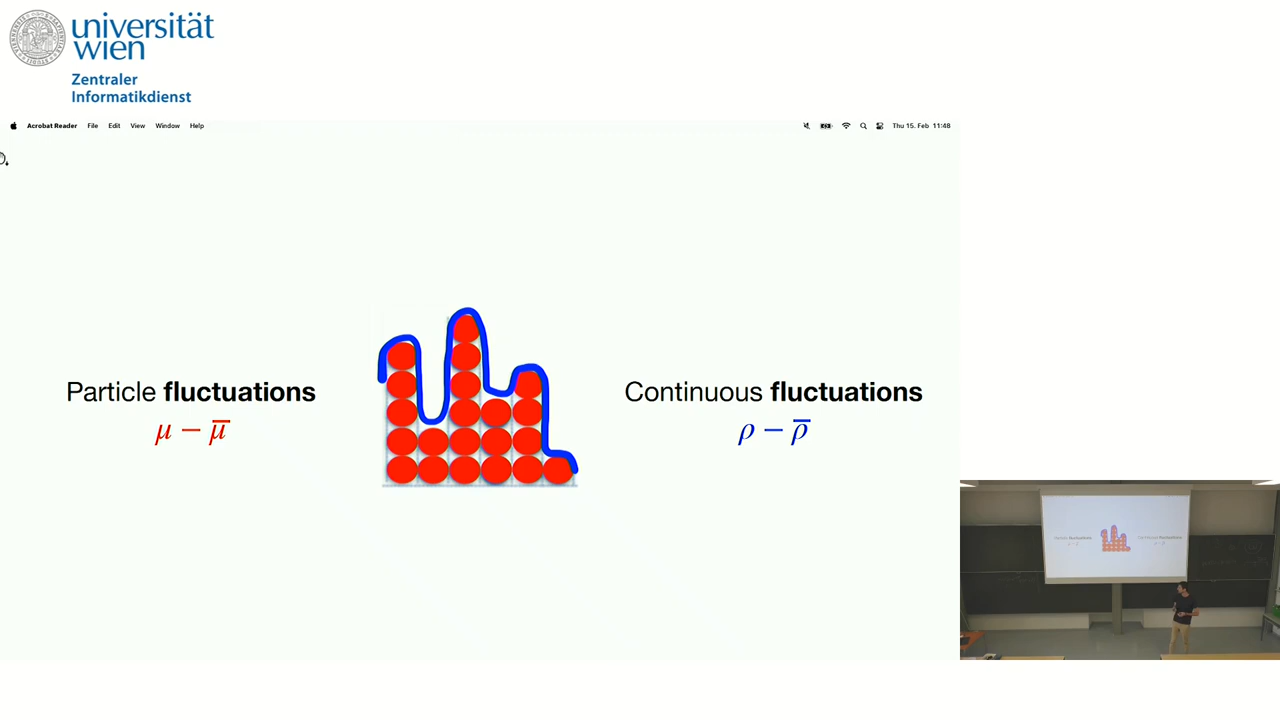 universität
wien
Zentraler
Informatikdienst
Acrobat Reader File Edit View Window Help Thu 15. Feb 11:48
Particle fluctuations
μ − μ̅
Continuous fluctuations
ρ − ρ̅